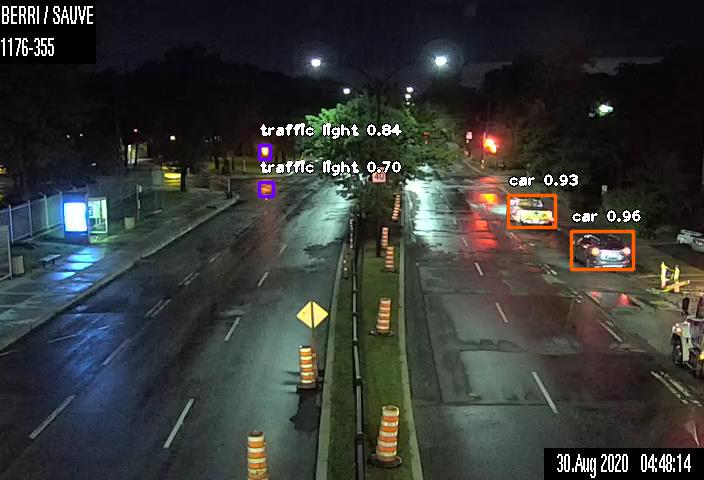 BERRI / SAUVE
1176-355
traffic light 0.84
traffic light 0.70
car 0.93
car 0.96
30.Aug 2020 04:48:14